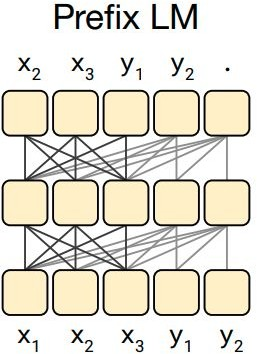 Prefix LM
x₂ x₃ y₁ y₂ .
x₁ x₂ x₃ y₁ y₂